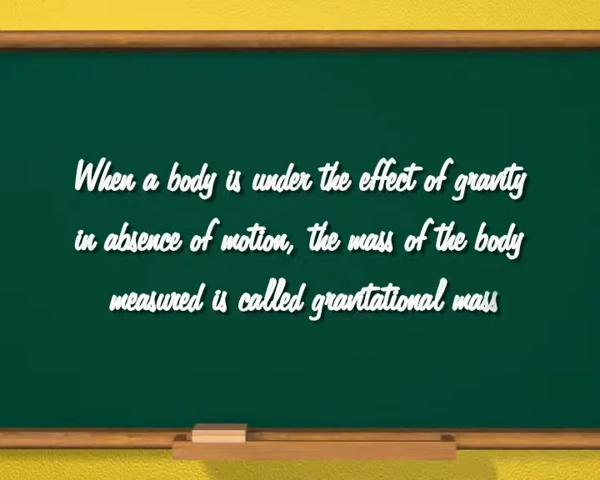 When a body is under the effect of gravity
in absence of motion, the mass of the body
measured is called gravitational mass